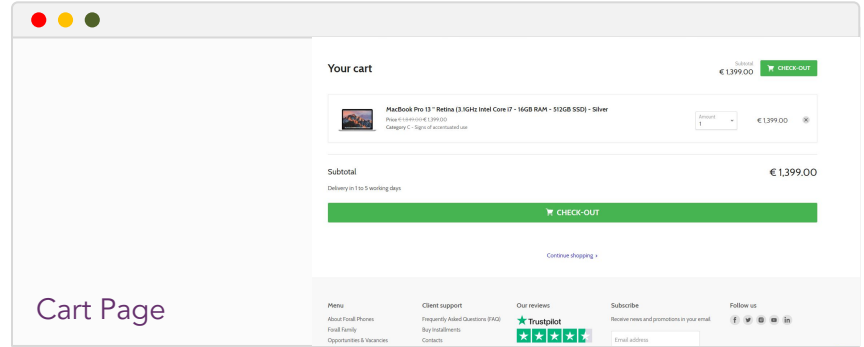 Your cart
Subtotal
€ 1,399.00
CHECK-OUT
MacBook Pro 13 " Retina (3.1GHz Intel Core i7 - 16GB RAM - 512GB SSD) - Silver
Price € 1,399.00
Category C - Signs of accentuated use
Amount
1
€ 1,399.00
Subtotal
€ 1,399.00
Delivery in 1 to 5 working days
CHECK-OUT
Continue shopping
Cart Page
Menu
About Forall Phones
Forall Family
Opportunities & Vacancies
Client support
Frequently Asked Questions (FAQ)
Buy Installments
Contacts
Our reviews
Trustpilot
Subscribe
Receive news and promotions in your email
Email address
Follow us